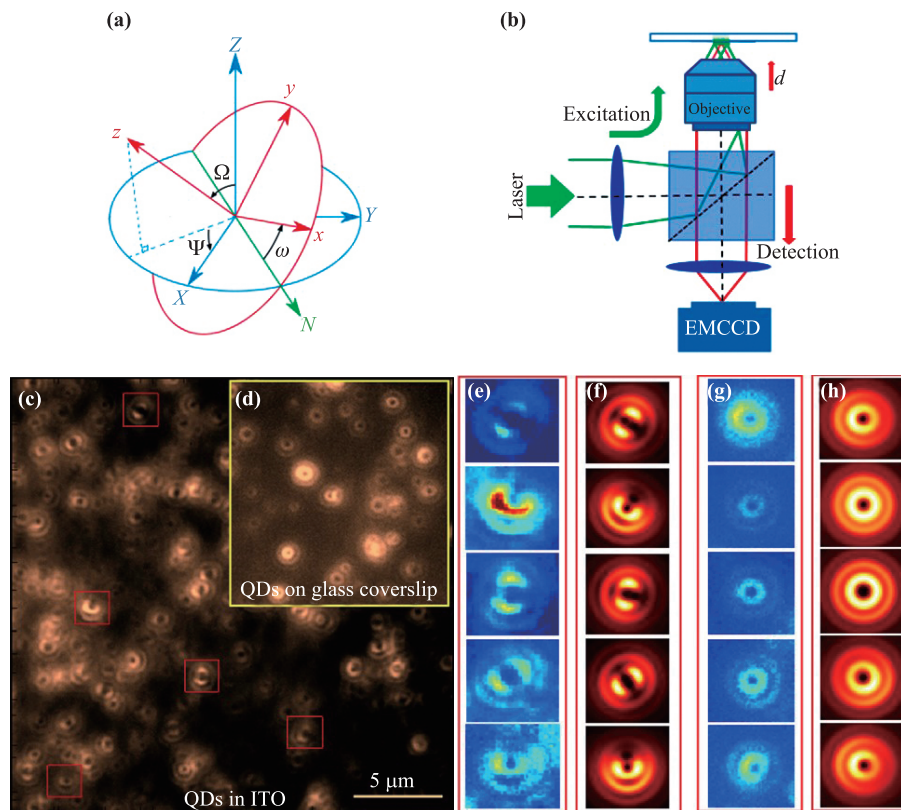 (a)
Z
y
z
Ω
Y
x
Ψ
ω
X
N
(b)
d
Objective
Excitation
Laser
Detection
EMCCD
(c)
(d)
QDs on glass coverslip
QDs in ITO
5 μm
(e)
(f)
(g)
(h)